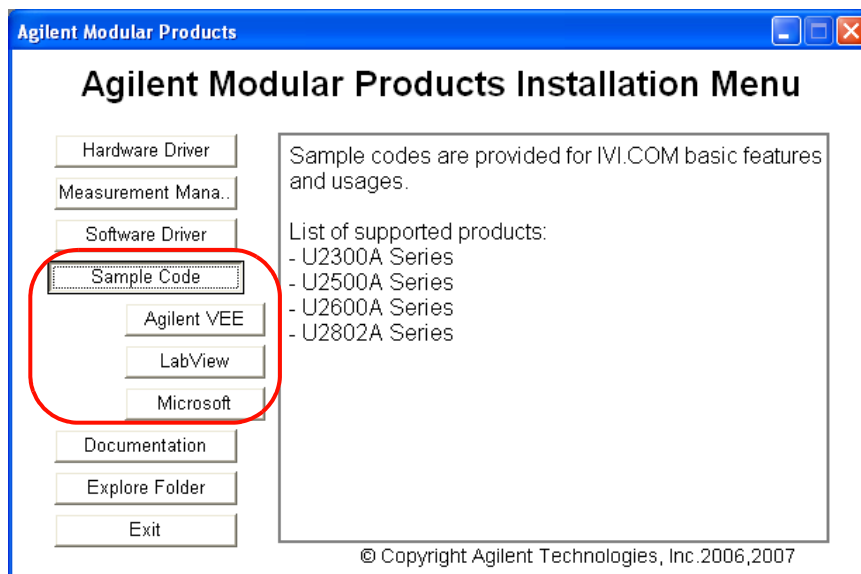 Agilent Modular Products
Agilent Modular Products Installation Menu
Hardware Driver
Measurement Mana..
Software Driver
Sample Code
Agilent VEE
LabView
Microsoft
Documentation
Explore Folder
Exit
Sample codes are provided for IVI.COM basic features
and usages.
List of supported products:
- U2300A Series
- U2500A Series
- U2600A Series
- U2802A Series
© Copyright Agilent Technologies, Inc.2006,2007